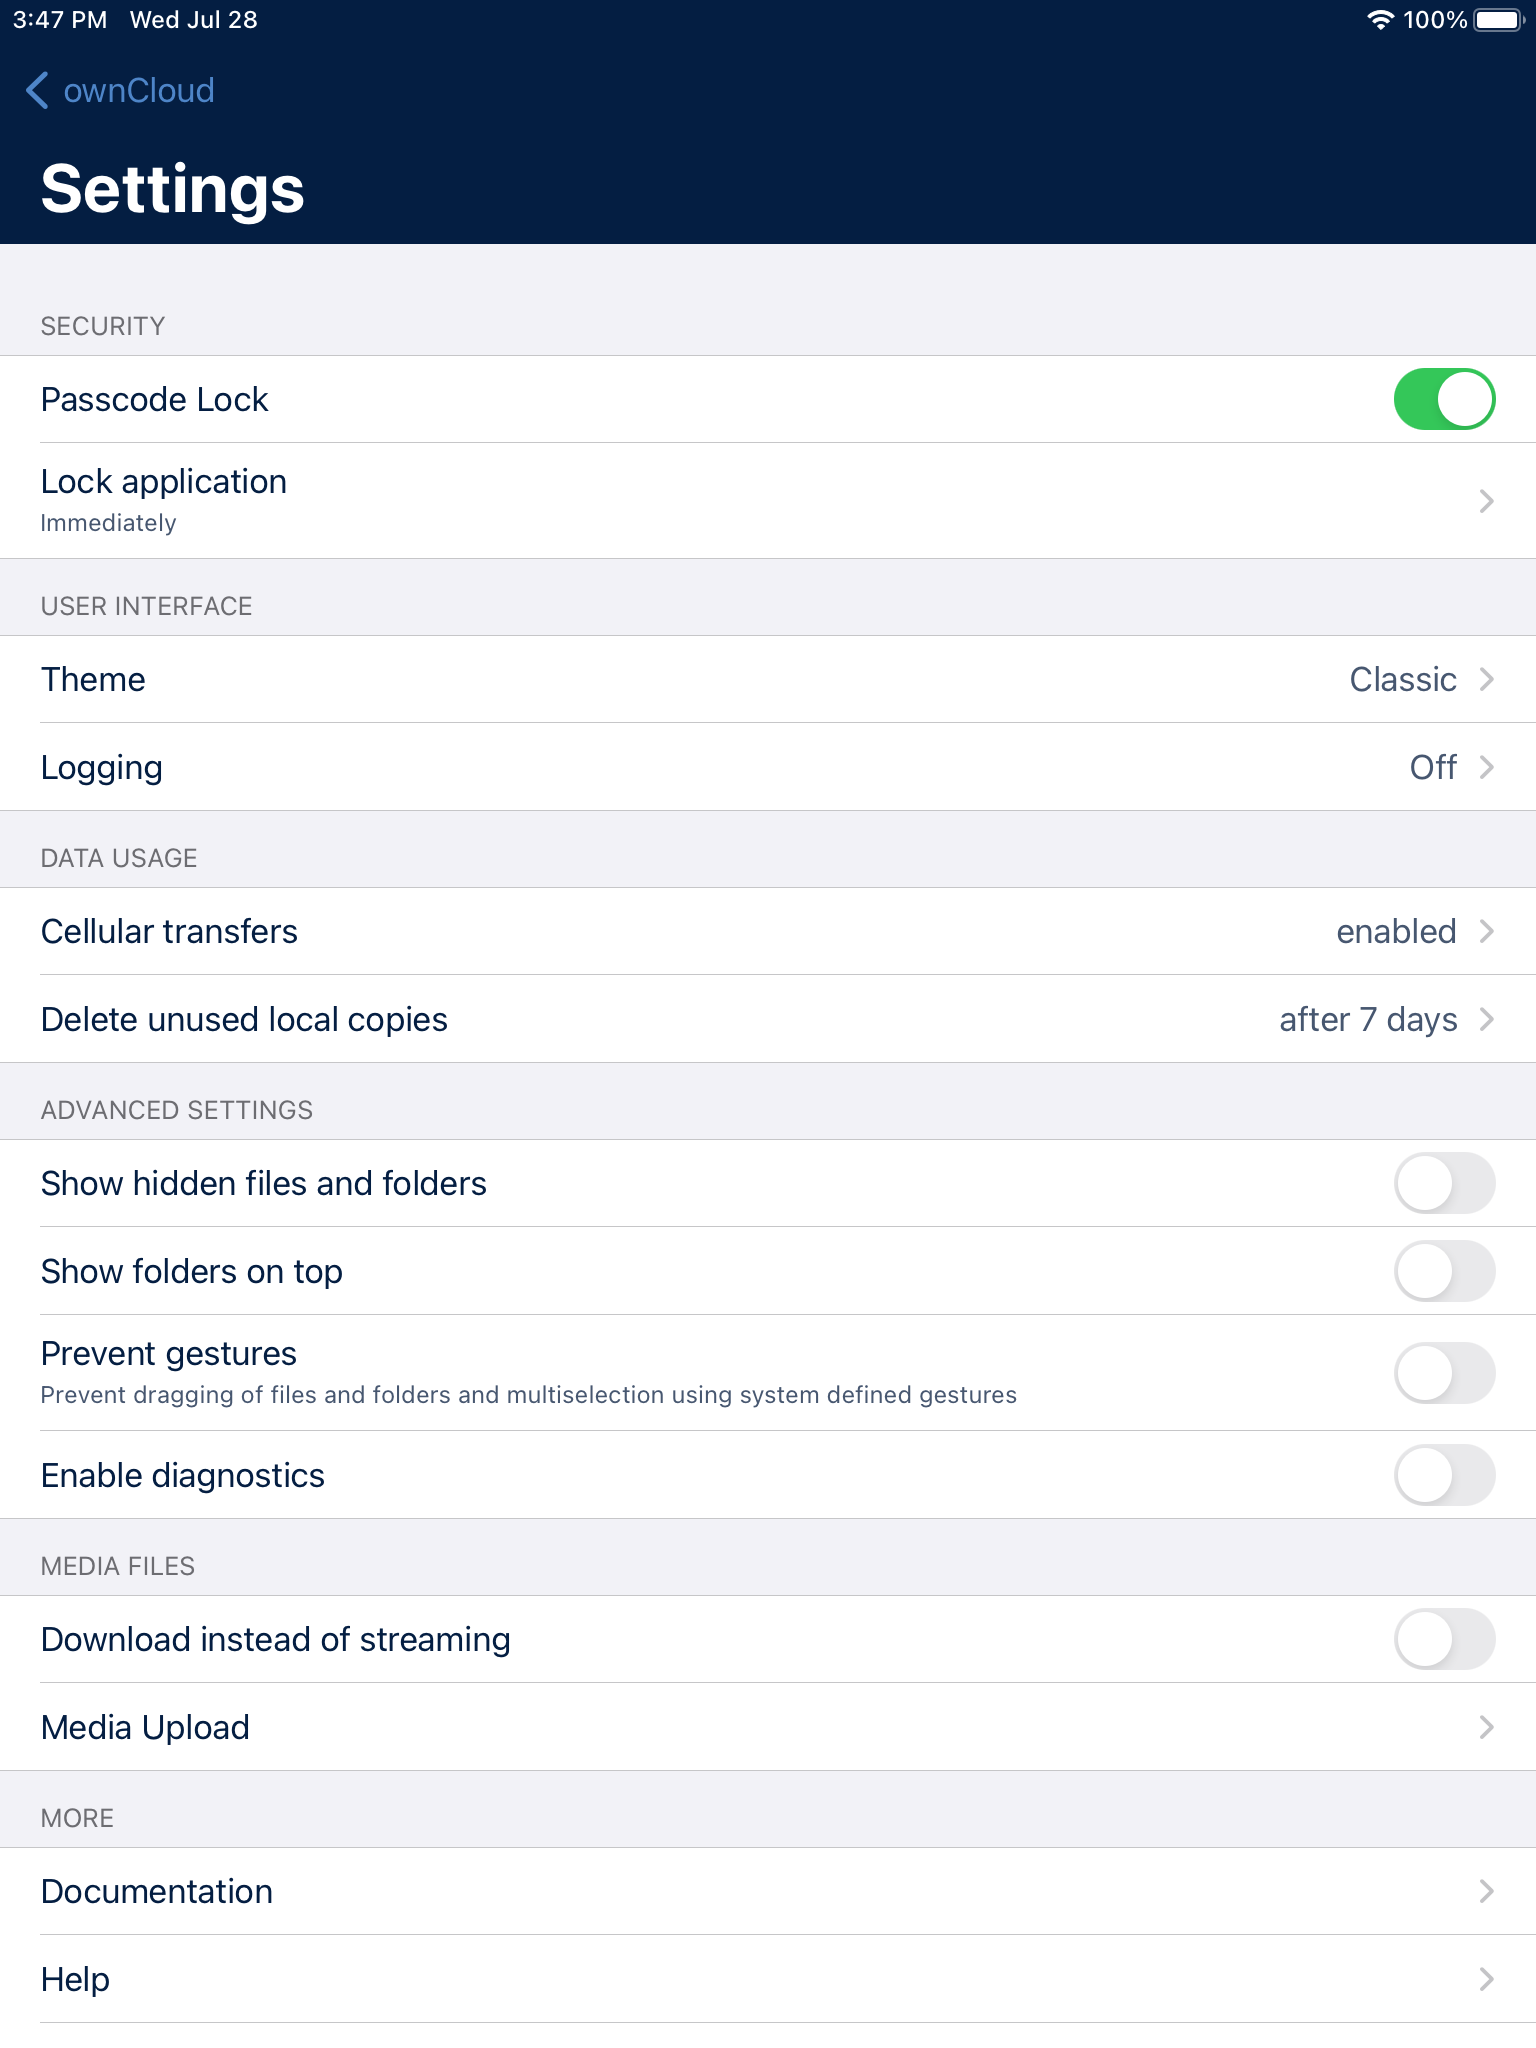 3:47 PM Wed Jul 28 100%
ownCloud
Settings
SECURITY
Passcode Lock
Lock application
Immediately
USER INTERFACE
Theme Classic
Logging Off
DATA USAGE
Cellular transfers enabled
Delete unused local copies after 7 days
ADVANCED SETTINGS
Show hidden files and folders
Show folders on top
Prevent gestures
Prevent dragging of files and folders and multiselection using system defined gestures
Enable diagnostics
MEDIA FILES
Download instead of streaming
Media Upload
MORE
Documentation
Help